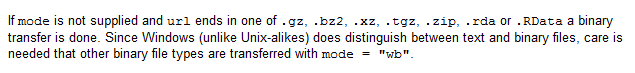 If mode is not supplied and url ends in one of .gz, .bz2, .xz, .tgz, .zip, .rda or .RData a binary
transfer is done. Since Windows (unlike Unix-alikes) does distinguish between text and binary files, care is
needed that other binary file types are transferred with mode = "wb".